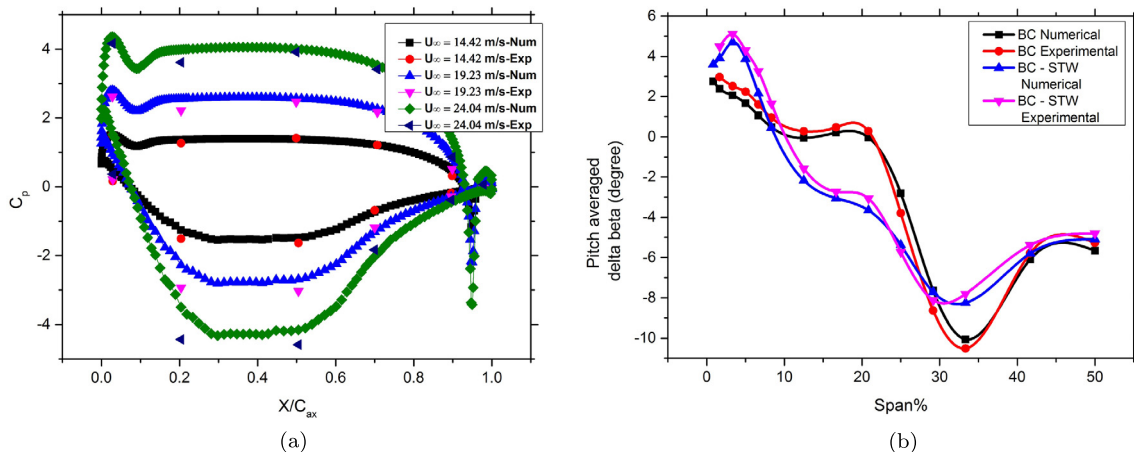 4
2
0
-2
-4
0.0
0.2
0.4
0.6
0.8
1.0
Cₚ
X/Cₐₓ
U∞ = 14.42 m/s-Num
U∞ = 14.42 m/s-Exp
U∞ = 19.23 m/s-Num
U∞ = 19.23 m/s-Exp
U∞ = 24.04 m/s-Num
U∞ = 24.04 m/s-Exp
(a)
6
4
2
0
-2
-4
-6
-8
-10
0
10
20
30
40
50
Pitch averaged
delta beta (degree)
Span%
BC Numerical
BC Experimental
BC - STW
Numerical
BC - STW
Experimental
(b)